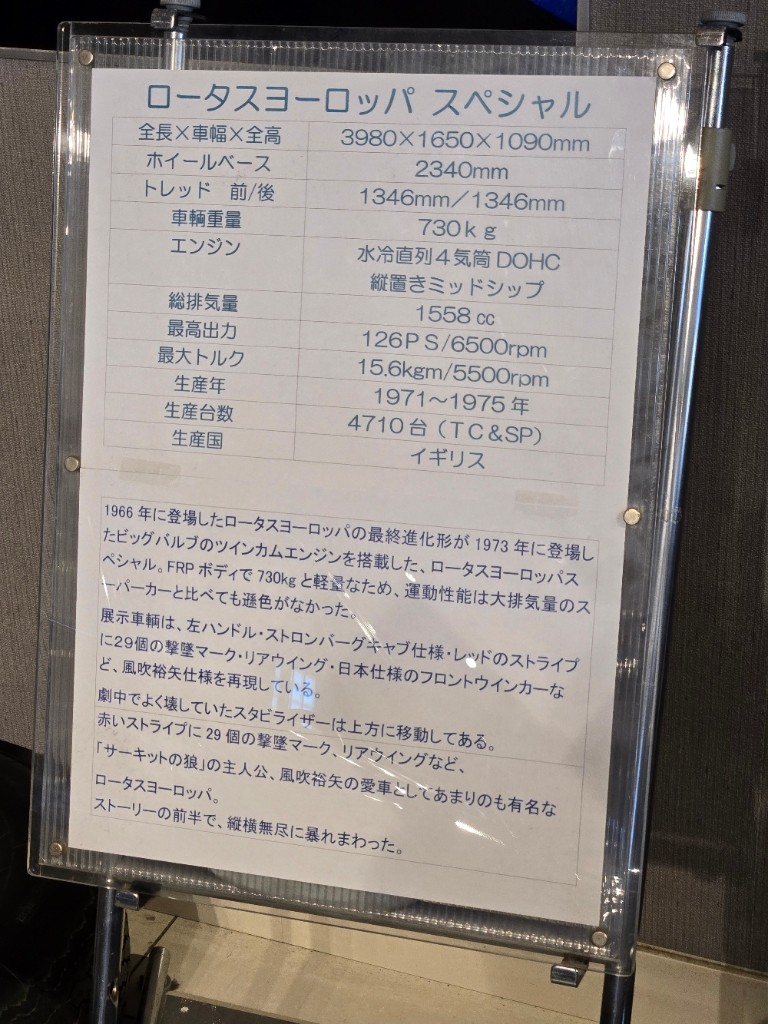 ロータスヨーロッパ スペシャル
全長×車幅×全高 3980×1650×1090mm
ホイールベース 2340mm
トレッド 前/後 1346mm/1346mm
車輌重量 730kg
エンジン 水冷直列4気筒DOHC
縦置きミッドシップ
総排気量 1558cc
最高出力 126PS/6500rpm
最大トルク 15.6kgm/5500rpm
生産年 1971~1975年
生産台数 4710台(TC&SP)
生産国 イギリス
1966年に登場したロータスヨーロッパの最終進化形が1973年に登場し
たビッグバルブのツインカムエンジンを搭載した、ロータスヨーロッパス
ペシャル。FRPボディで730kgと軽量なため、運動性能は大排気量のス
ーパーカーと比べても遜色がなかった。
展示車輌は、左ハンドル・ストロンバーグキャブ仕様・レッドのストライプ
に29個の撃墜マーク・リアウイング・日本仕様のフロントウインカーな
ど、風吹裕矢仕様を再現している。
劇中でよく壊していたスタビライザーは上方に移動してある。
赤いストライプに29個の撃墜マーク、リアウイングなど、
「サーキットの狼」の主人公、風吹裕矢の愛車としてあまりのも有名な
ロータスヨーロッパ。
ストーリーの前半で、縦横無尽に暴れまわった。